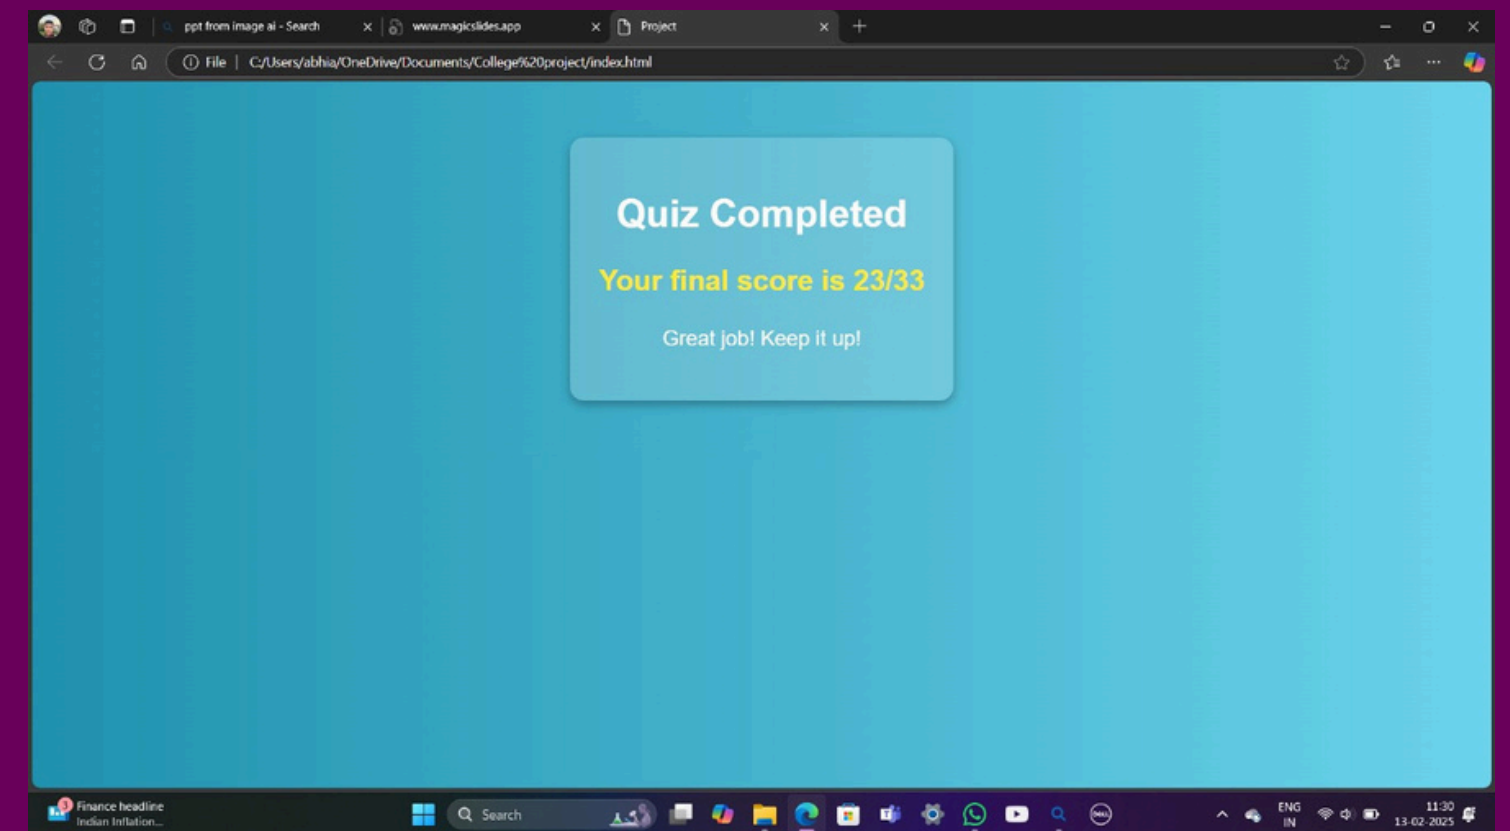 ppt from image ai - Search
www.magicslides.app
Project
File | C:/Users/abhia/OneDrive/Documents/College%20project/index.html
Quiz Completed
Your final score is 23/33
Great job! Keep it up!
3
Finance headline
Indian Inflation...
Search
DELL
ENG
IN
11:30
13-02-2025